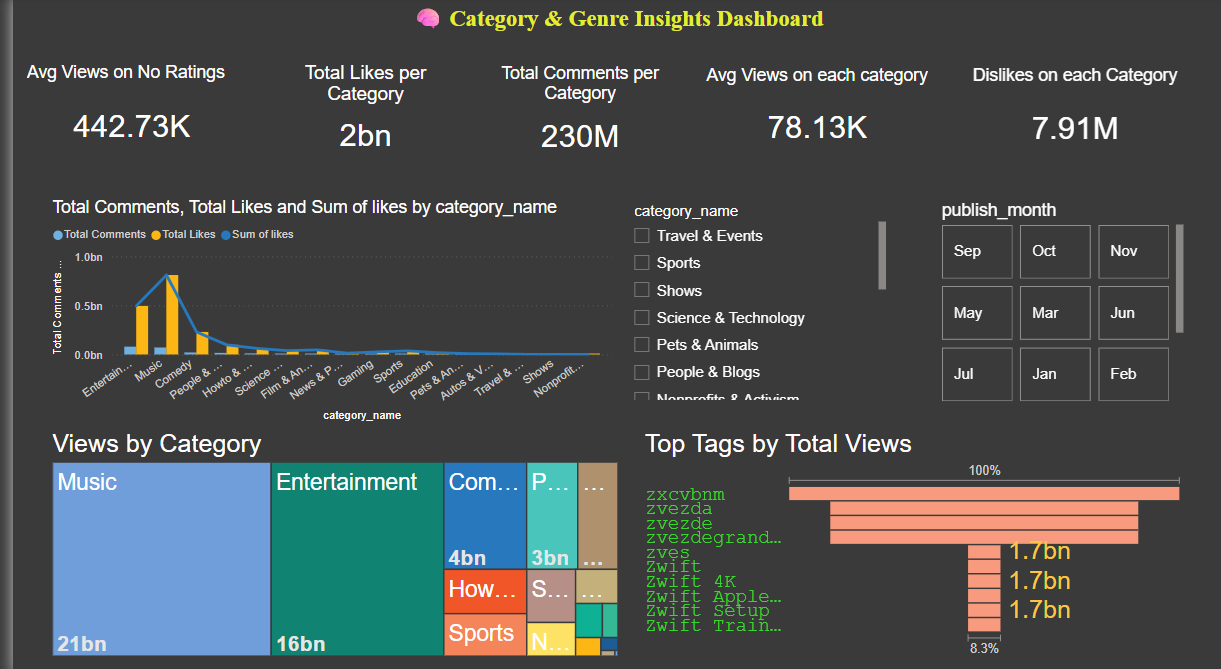 🧠 Category & Genre Insights Dashboard
Avg Views on No Ratings
442.73K
Total Likes per
Category
2bn
Total Comments per
Category
230M
Avg Views on each category
78.13K
Dislikes on each Category
7.91M
Total Comments, Total Likes and Sum of likes by category_name
Total Comments Total Likes Sum of likes
Total Comments ...
1.0bn
0.5bn
0.0bn
Entertain...
Music
Comedy
People & ...
Howto & ...
Science ...
Film & An...
News & P...
Gaming
Sports
Education
Pets & An...
Autos & V...
Travel & ...
Shows
Nonprofit...
category_name
category_name
Travel & Events
Sports
Shows
Science & Technology
Pets & Animals
People & Blogs
Nonprofits & Activism
publish_month
Sep Oct Nov
May Mar Jun
Jul Jan Feb
Views by Category
Music
21bn
Entertainment
16bn
Com...
4bn
P...
3bn
...
...
How...
Sports
S...
N...
...
Top Tags by Total Views
100%
zxcvbnm
zvezda
zvezde
zvezdegrand...
zves
Zwift
Zwift 4K
Zwift Apple...
Zwift Setup
Zwift Train...
1.7bn
1.7bn
1.7bn
8.3%